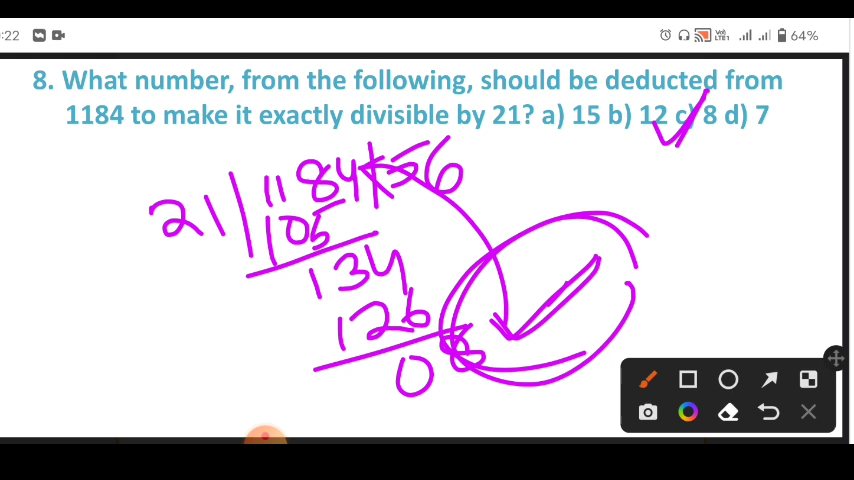 :22 64%
8. What number, from the following, should be deducted from
1184 to make it exactly divisible by 21? a) 15 b) 12 c) 8 d) 7
21 1184 56
105
134
126
08